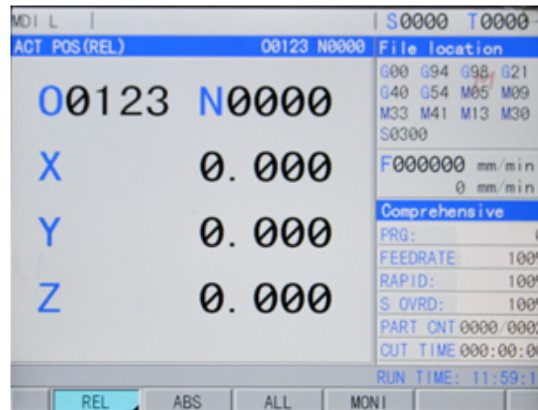 MDI L
S0000 T0000
ACT POS(REL) O0123 N0000
File location
O0123 N0000
X 0.000
Y 0.000
Z 0.000
G00 G94 G98 G21
G40 G54 M05 M09
M33 M41 M13 M30
S0300
F000000 mm/min
0 mm/min
Comprehensive
PRG:
FEEDRATE: 100%
RAPID: 100%
S OVRD: 100%
PART CNT 0000/000
CUT TIME 000:00:0
RUN TIME: 11:59:1
REL ABS ALL MONI